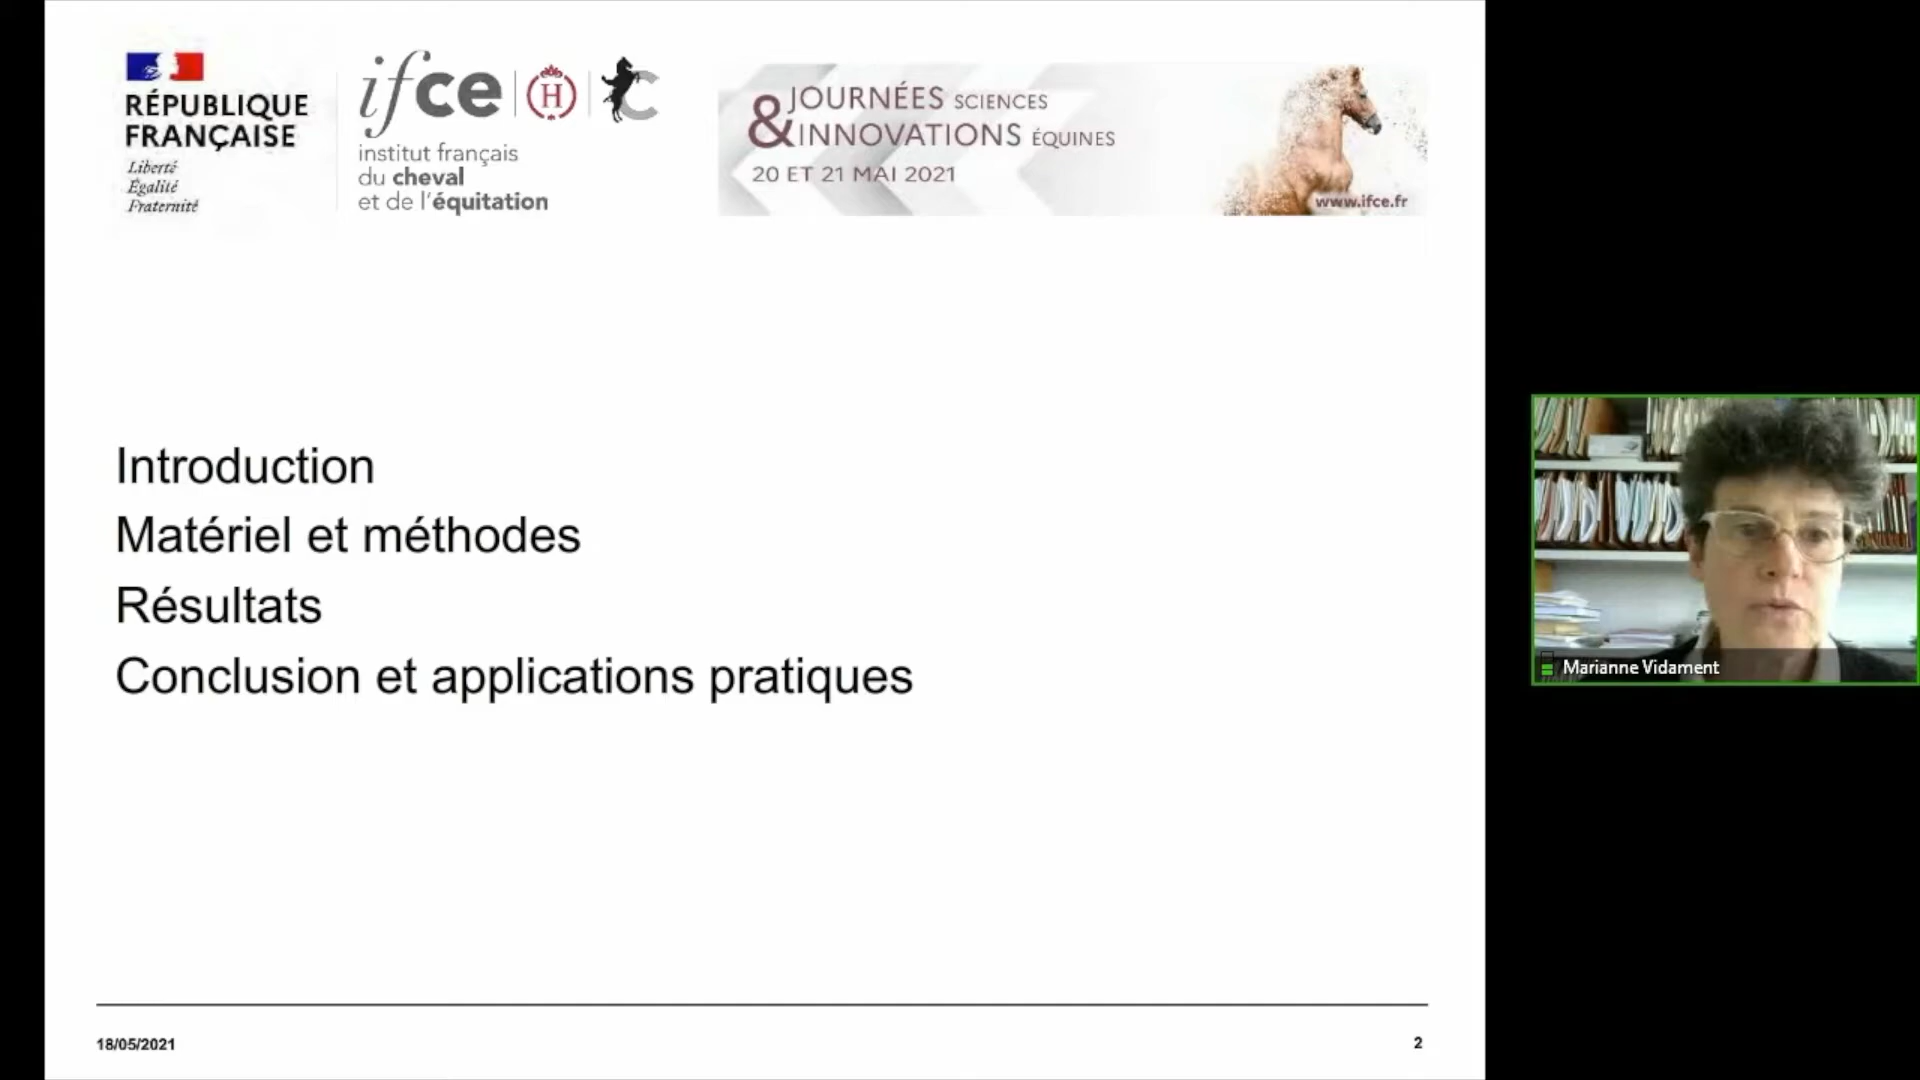 RÉPUBLIQUE
FRANÇAISE
Liberté
Égalité
Fraternité
ifce H C
institut français
du cheval
et de l'équitation
JOURNÉES SCIENCES
& INNOVATIONS ÉQUINES
20 ET 21 MAI 2021
www.ifce.fr
Introduction
Matériel et méthodes
Résultats
Conclusion et applications pratiques
Marianne Vidament
18/05/2021
2